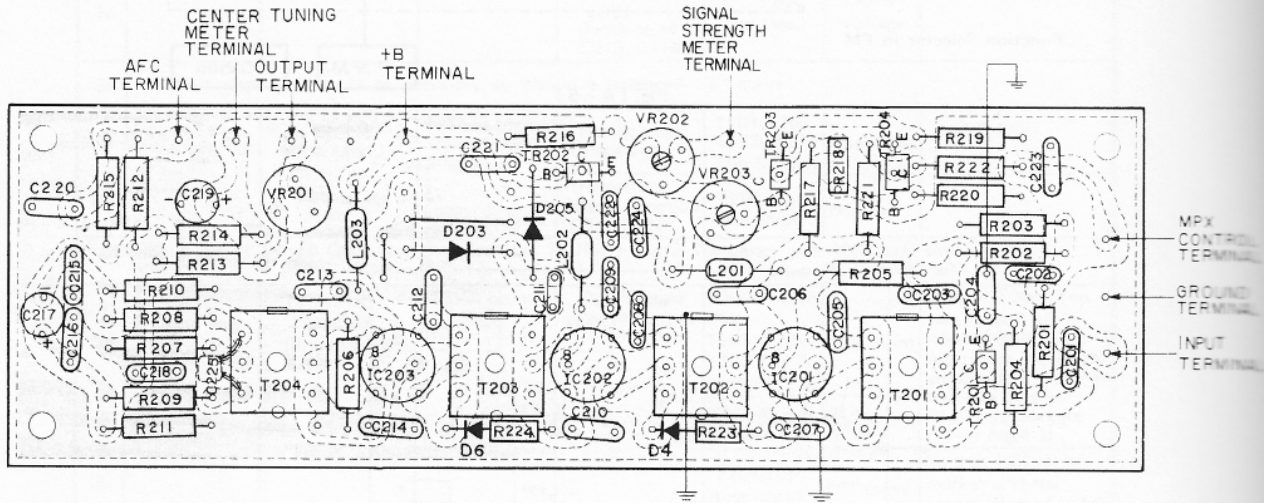 CENTER TUNING
METER
TERMINAL
AFC
TERMINAL
OUTPUT
TERMINAL
+B
TERMINAL
SIGNAL
STRENGTH
METER
TERMINAL
MPX
CONTROL
TERMINAL
GROUND
TERMINAL
INPUT
TERMINAL
R216
VR202
TR203
E
B
C
R218
TR204
E
C
B
R219
R222
R220
C223
C221
TR202
C
B
E
C220
R215
R212
C219
-
+
VR201
L203
D203
D205
L202
C222
C224
VR203
R217
R221
R203
R202
C202
R214
R213
C215
C213
C212
C211
C209
L201
C206
R205
C203
C204
R210
C217
+
R208
C216
R207
C218
C225
R209
R211
T204
R206
8
IC203
T203
8
IC202
C206
T202
8
IC201
C205
T201
E
C
B
TR201
R204
R201
C201
C214
D6
R224
C210
D4
R223
C207